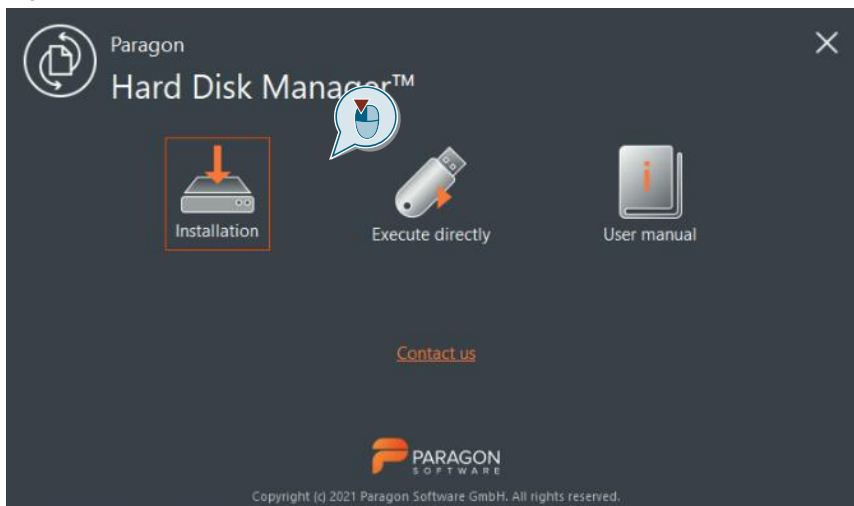 Paragon
Hard Disk Manager™
Installation
Execute directly
User manual
Contact us
PARAGON
SOFTWARE
Copyright (c) 2021 Paragon Software GmbH. All rights reserved.